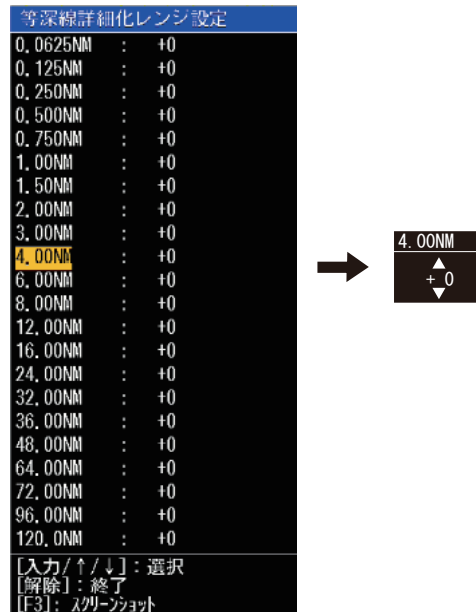 等深線詳細化レンジ設定
0.0625NM : +0
0.125NM : +0
0.250NM : +0
0.500NM : +0
0.750NM : +0
1.00NM : +0
1.50NM : +0
2.00NM : +0
3.00NM : +0
4.00NM : +0
6.00NM : +0
8.00NM : +0
12.00NM : +0
16.00NM : +0
24.00NM : +0
32.00NM : +0
36.00NM : +0
48.00NM : +0
64.00NM : +0
72.00NM : +0
96.00NM : +0
120.0NM : +0
[入力/↑/↓]:選択
[解除]:終了
[F3]: スクリーンショット
4.00NM
+ 0